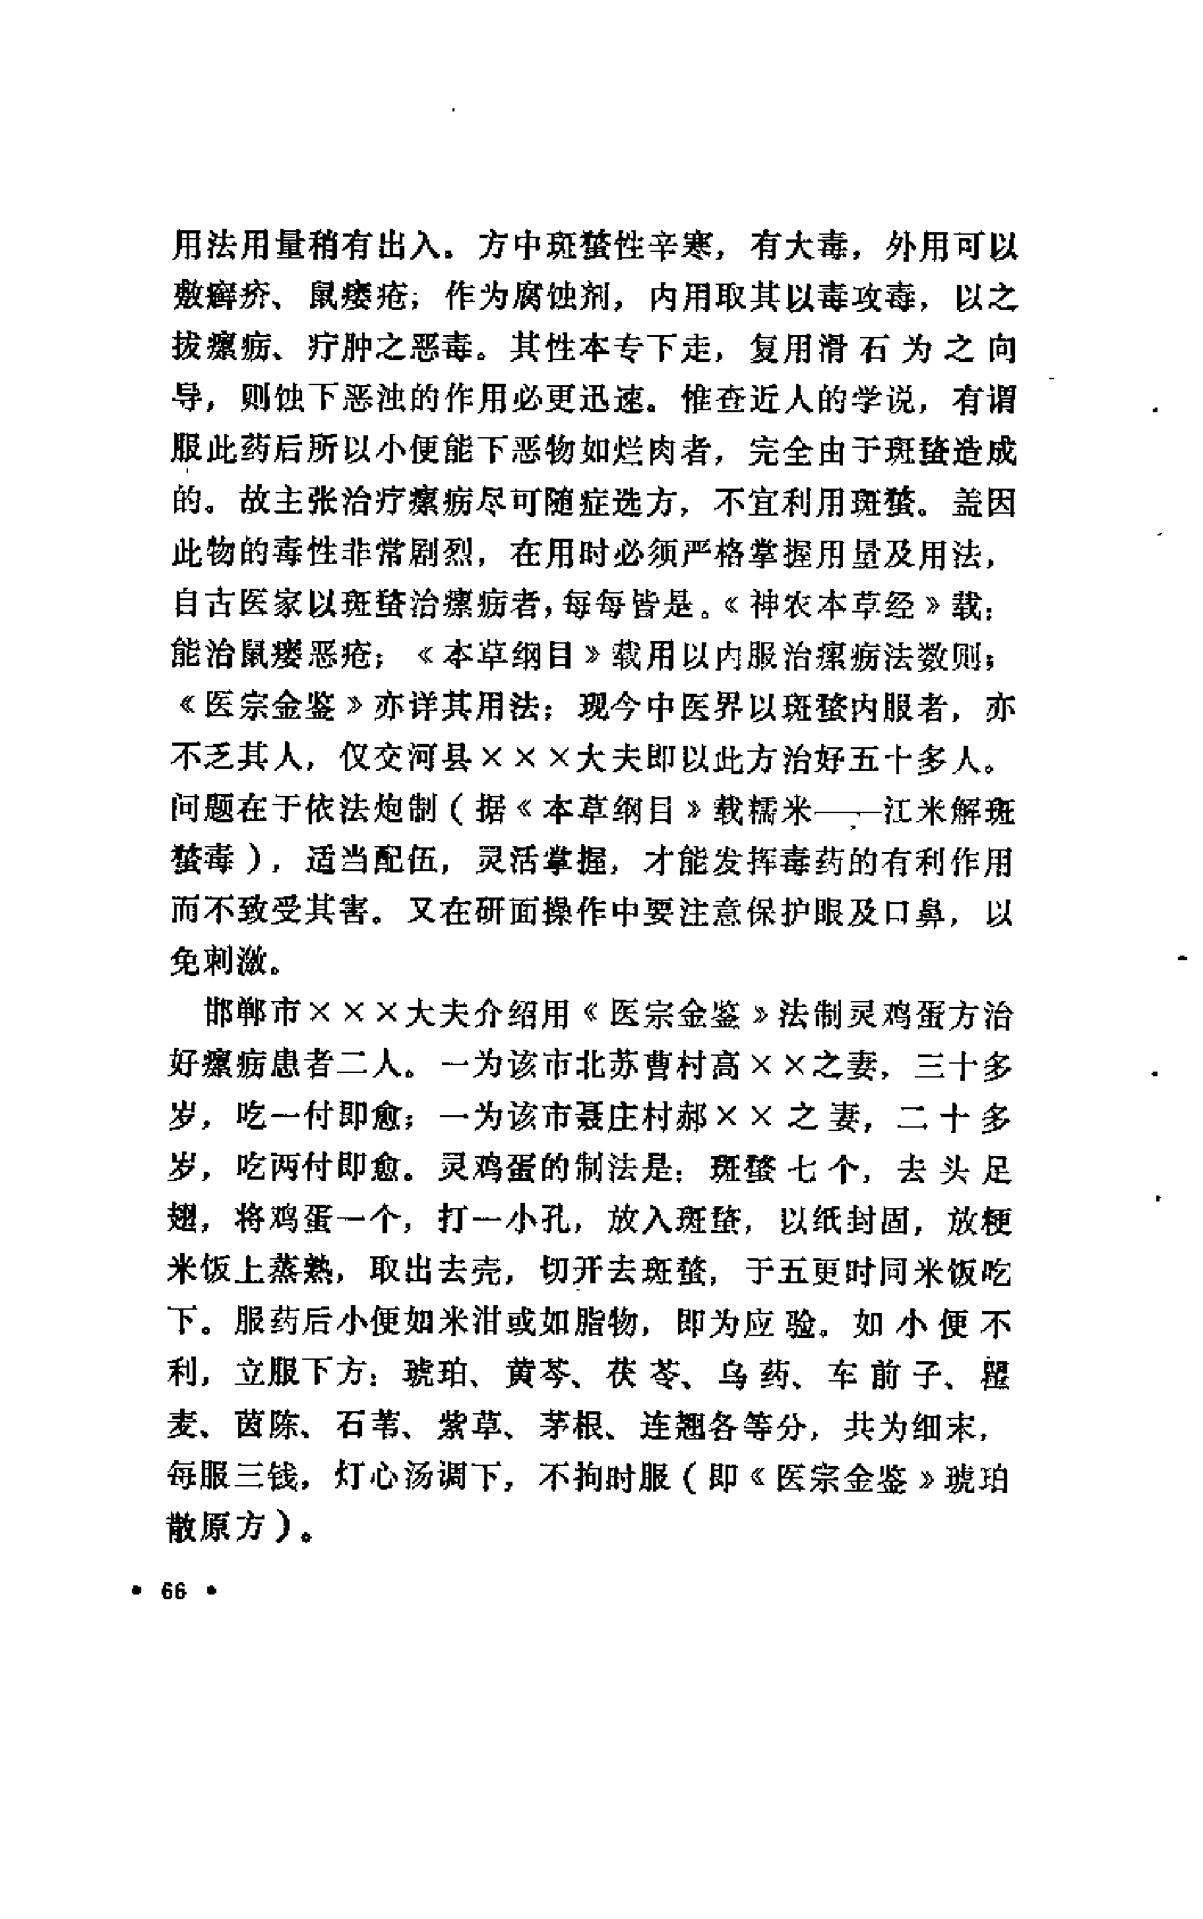 用法用量稍有出入。方中斑蝥性辛寒，有大毒，外用可以
敷癣疥、鼠瘘疮；作为腐蚀剂，内用取其以毒攻毒，以之
拔瘰疬、疔肿之恶毒。其性本专下走，复用滑石为之向
导，则蚀下恶浊的作用必更迅速。惟查近人的学说，有谓
服此药后所以小便能下恶物如烂肉者，完全由于斑蝥造成
的。故主张治疗瘰疬尽可随症选方，不宜利用斑蝥。盖因
此物的毒性非常剧烈，在用时必须严格掌握用量及用法，
自古医家以斑蝥治瘰疬者，每每皆是。《神农本草经》载：
能治鼠瘘恶疮；《本草纲目》载用以内服治瘰疬法数则；
《医宗金鉴》亦详其用法；现今中医界以斑蝥内服者，亦
不乏其人，仅交河县×××大夫即以此方治好五十多人。
问题在于依法炮制（据《本草纲目》载糯米——江米解斑
蝥毒），适当配伍，灵活掌握，才能发挥毒药的有利作用
而不致受其害。又在研面操作中要注意保护眼及口鼻，以
免刺激。
邯郸市×××大夫介绍用《医宗金鉴》法制灵鸡蛋方治
好瘰疬患者二人。一为该市北苏曹村高××之妻，三十多
岁，吃一付即愈；一为该市聂庄村郝××之妻，二十多
岁，吃两付即愈。灵鸡蛋的制法是：斑蝥七个，去头足
翅，将鸡蛋一个，打一小孔，放入斑蝥，以纸封固，放粳
米饭上蒸熟，取出去壳，切开去斑蝥，于五更时同米饭吃
下。服药后小便如米泔或如脂物，即为应验。如小便不
利，立服下方：琥珀、黄芩、茯苓、乌药、车前子、瞿
麦、茵陈、石苇、紫草、茅根、连翘各等分，共为细末，
每服三钱，灯心汤调下，不拘时服（即《医宗金鉴》琥珀
散原方）。
• 66 •